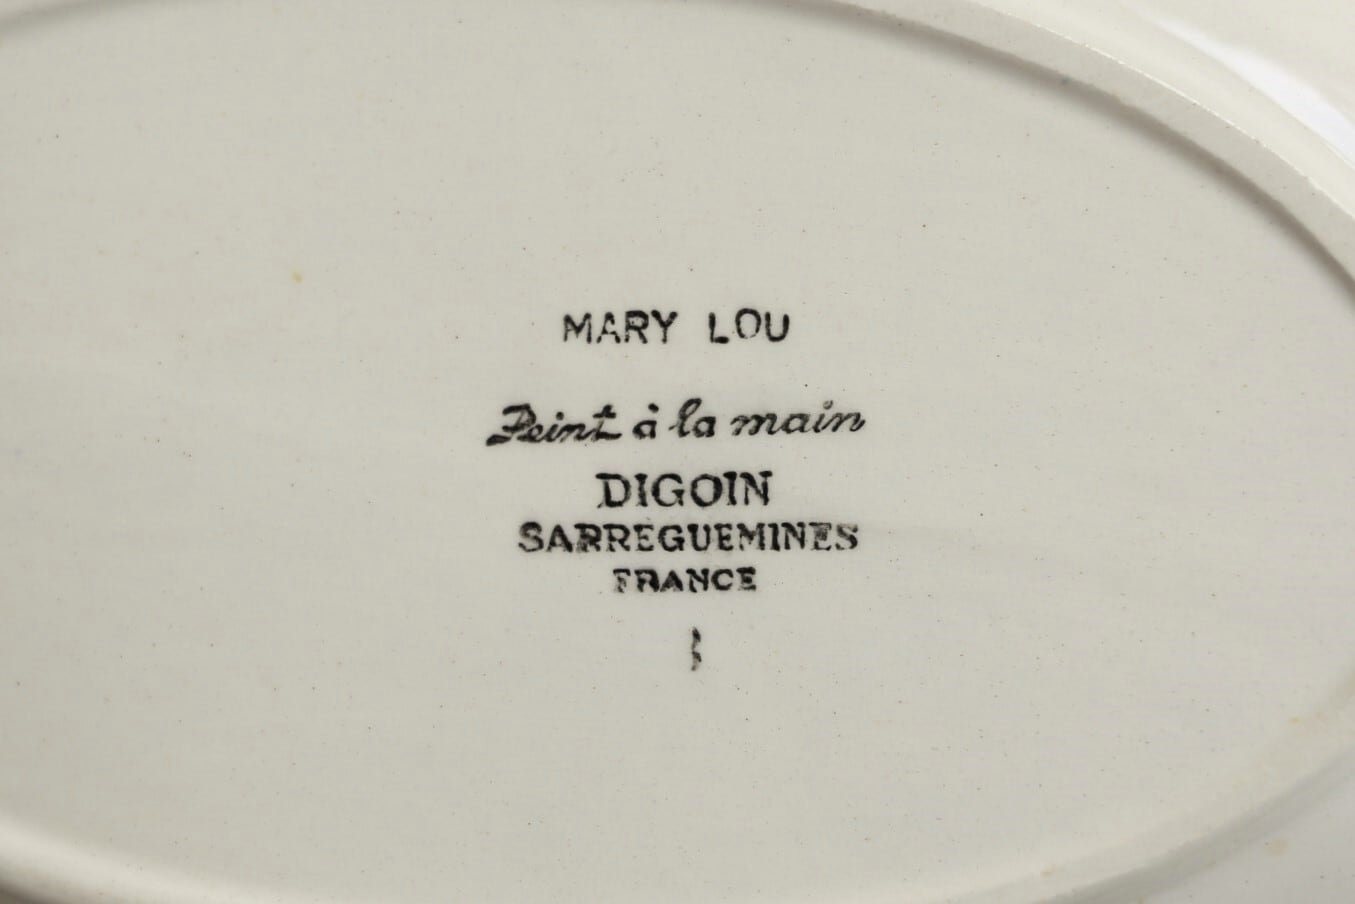 MARY LOU
Peint à la main
DIGOIN
SARREGUEMINES
FRANCE